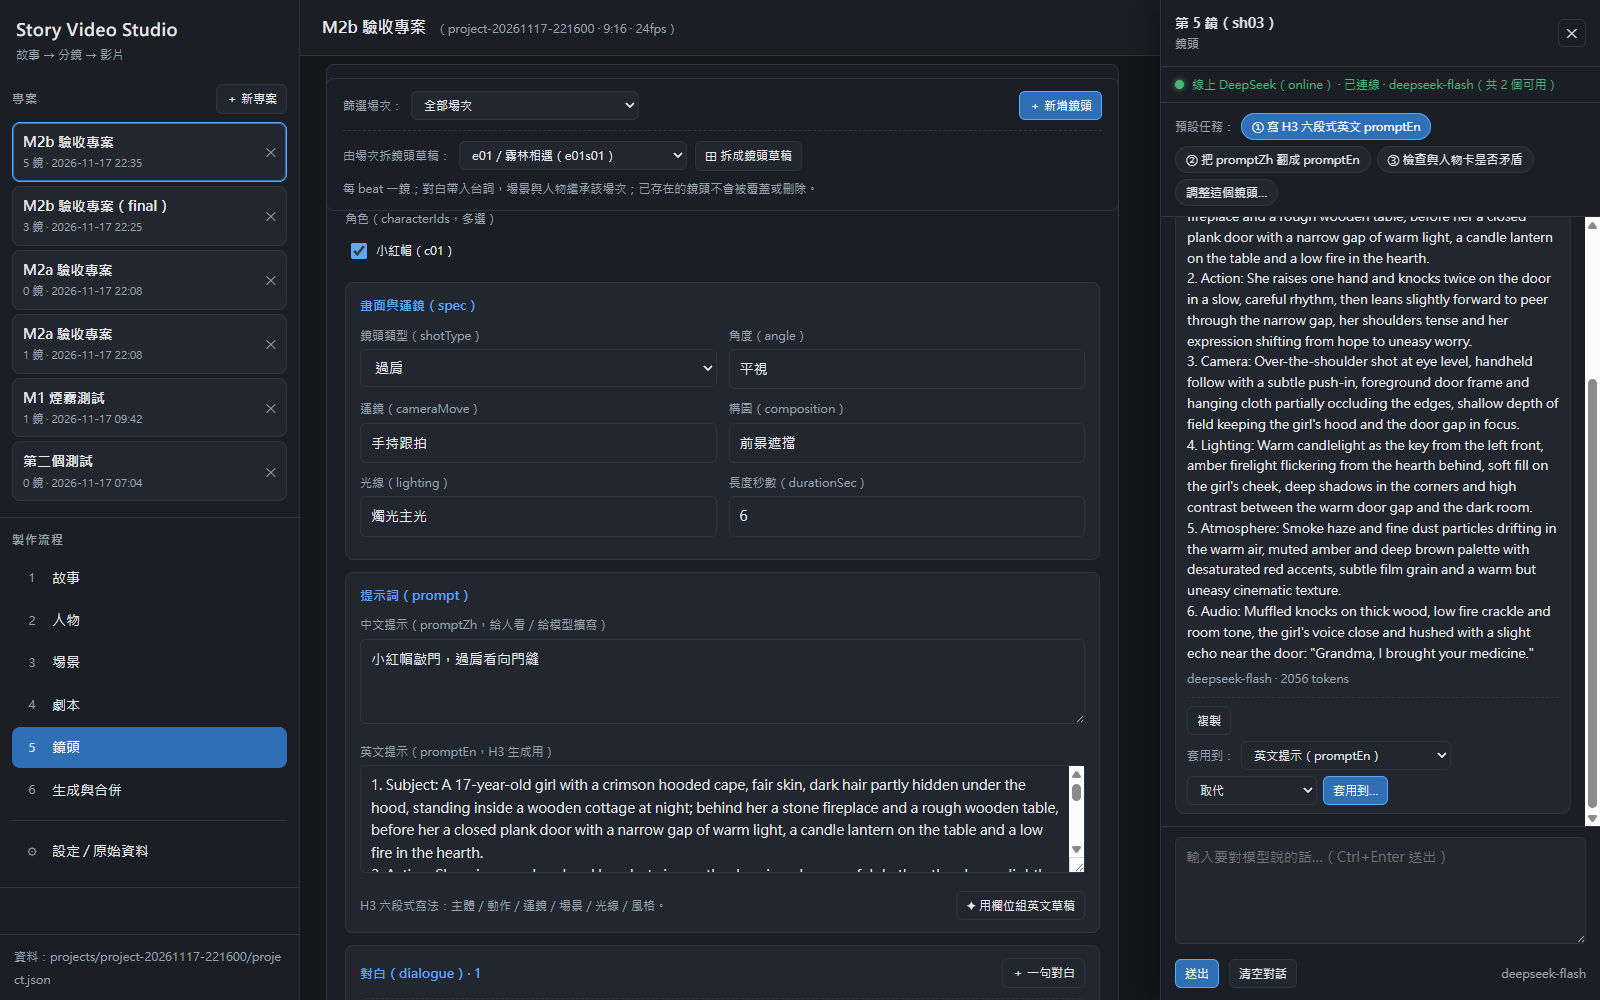 Story Video Studio
故事 → 分鏡 → 影片
專案
+ 新專案
M2b 驗收專案
5 鏡 · 2026-11-17 22:35
M2b 驗收專案 ( final )
3 鏡 · 2026-11-17 22:25
M2a 驗收專案
0 鏡 · 2026-11-17 22:08
M2a 驗收專案
1 鏡 · 2026-11-17 22:08
M1 煙霧測試
1 鏡 · 2026-11-17 09:42
第二個測試
0 鏡 · 2026-11-17 07:04
製作流程
1 故事
2 人物
3 場景
4 劇本
5 鏡頭
6 生成與合併
設定 / 原始資料
資料：projects/project-20261117-221600/proje
ct.json
M2b 驗收專案 ( project-20261117-221600 · 9:16 · 24fps )
篩選場次： 全部場次
+ 新增鏡頭
由場次拆鏡頭草稿： e01 / 霧林相遇 ( e01s01 ) 拆成鏡頭草稿
每 beat 一鏡；對白帶入台詞，場景與人物繼承該場次；已存在的鏡頭不會被覆蓋或刪除。
角色 ( characterIds，多選 )
小紅帽 ( c01 )
畫面與運鏡 ( spec )
鏡頭類型 ( shotType ) 角度 ( angle )
過肩 平視
運鏡 ( cameraMove ) 構圖 ( composition )
手持跟拍 前景遮擋
光線 ( lighting ) 長度秒數 ( durationSec )
燭光主光 6
提示詞 ( prompt )
中文提示 ( promptZh，給人看 / 給模型擴寫 )
小紅帽敲門，過肩看向門縫
英文提示 ( promptEn，H3 生成用 )
1. Subject: A 17-year-old girl with a crimson hooded cape, fair skin, dark hair partly hidden under the
hood, standing inside a wooden cottage at night; behind her a stone fireplace and a rough wooden table,
before her a closed plank door with a narrow gap of warm light, a candle lantern on the table and a low
fire in the hearth.
H3 六段式寫法：主體 / 動作 / 運鏡 / 場景 / 光線 / 風格。
✦ 用欄位組英文草稿
對白 ( dialogue ) · 1
+ 一句對白
第 5 鏡 ( sh03 )
鏡頭
線上 DeepSeek ( online ) · 已連線 · deepseek-flash ( 共 2 個可用 )
預設任務： ① 寫 H3 六段式英文 promptEn
② 把 promptZh 翻成 promptEn ③ 檢查與人物卡是否矛盾
調整這個鏡頭...
fireplace and a rough wooden table, before her a closed
plank door with a narrow gap of warm light, a candle lantern
on the table and a low fire in the hearth.
2. Action: She raises one hand and knocks twice on the door
in a slow, careful rhythm, then leans slightly forward to peer
through the narrow gap, her shoulders tense and her
expression shifting from hope to uneasy worry.
3. Camera: Over-the-shoulder shot at eye level, handheld
follow with a subtle push-in, foreground door frame and
hanging cloth partially occluding the edges, shallow depth of
field keeping the girl's hood and the door gap in focus.
4. Lighting: Warm candlelight as the key from the left front,
amber firelight flickering from the hearth behind, soft fill on
the girl's cheek, deep shadows in the corners and high
contrast between the warm door gap and the dark room.
5. Atmosphere: Smoke haze and fine dust particles drifting in
the warm air, muted amber and deep brown palette with
desaturated red accents, subtle film grain and a warm but
uneasy cinematic texture.
6. Audio: Muffled knocks on thick wood, low fire crackle and
room tone, the girl's voice close and hushed with a slight
echo near the door: "Grandma, I brought your medicine."
deepseek-flash · 2056 tokens
複製
套用到： 英文提示 ( promptEn )
取代 套用到...
輸入要對模型說的話... ( Ctrl+Enter 送出 )
送出 清空對話 deepseek-flash